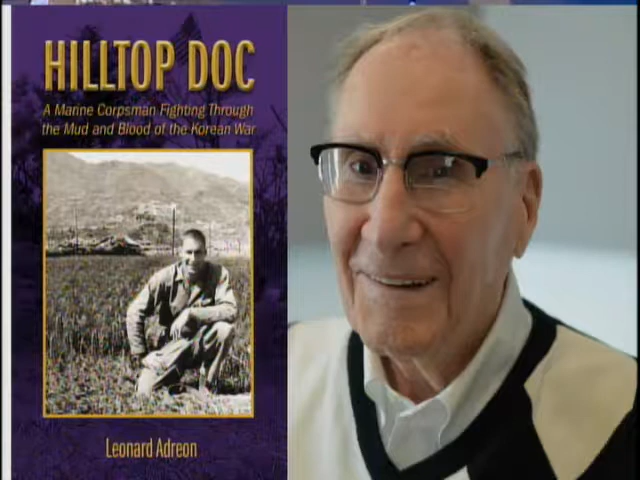 HILLTOP DOC
A Marine Corpsman Fighting Through
the Mud and Blood of the Korean War
Leonard Adreon